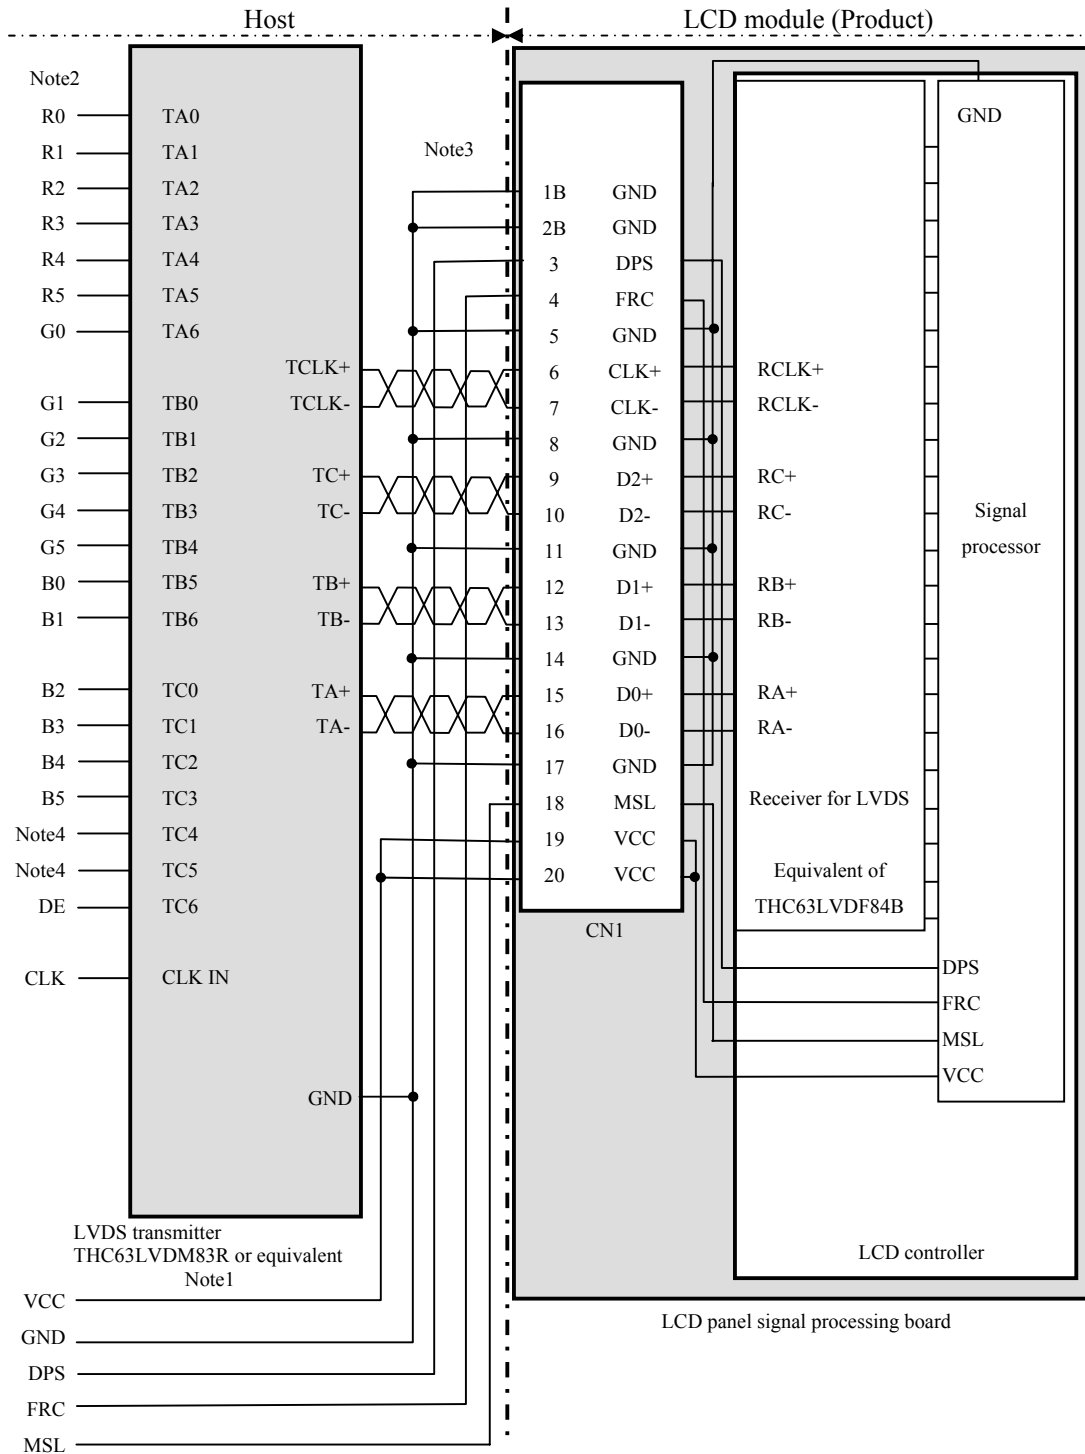 Host
LCD module (Product)
Note2
R0 TA0
R1 TA1
R2 TA2
R3 TA3
R4 TA4
R5 TA5
G0 TA6
TCLK+
G1 TB0 TCLK-
G2 TB1
G3 TB2 TC+
G4 TB3 TC-
G5 TB4
B0 TB5 TB+
B1 TB6 TB-
B2 TC0 TA+
B3 TC1 TA-
B4 TC2
B5 TC3
Note4 TC4
Note4 TC5
DE TC6
CLK CLK IN
GND
LVDS transmitter
THC63LVDM83R or equivalent
Note1
VCC
GND
DPS
FRC
MSL
Note3
1B GND
2B GND
3 DPS
4 FRC
5 GND
6 CLK+
7 CLK-
8 GND
9 D2+
10 D2-
11 GND
12 D1+
13 D1-
14 GND
15 D0+
16 D0-
17 GND
18 MSL
19 VCC
20 VCC
CN1
RCLK+
RCLK-
RC+
RC-
RB+
RB-
RA+
RA-
Receiver for LVDS
Equivalent of
THC63LVDF84B
GND
Signal
processor
DPS
FRC
MSL
VCC
LCD controller
LCD panel signal processing board